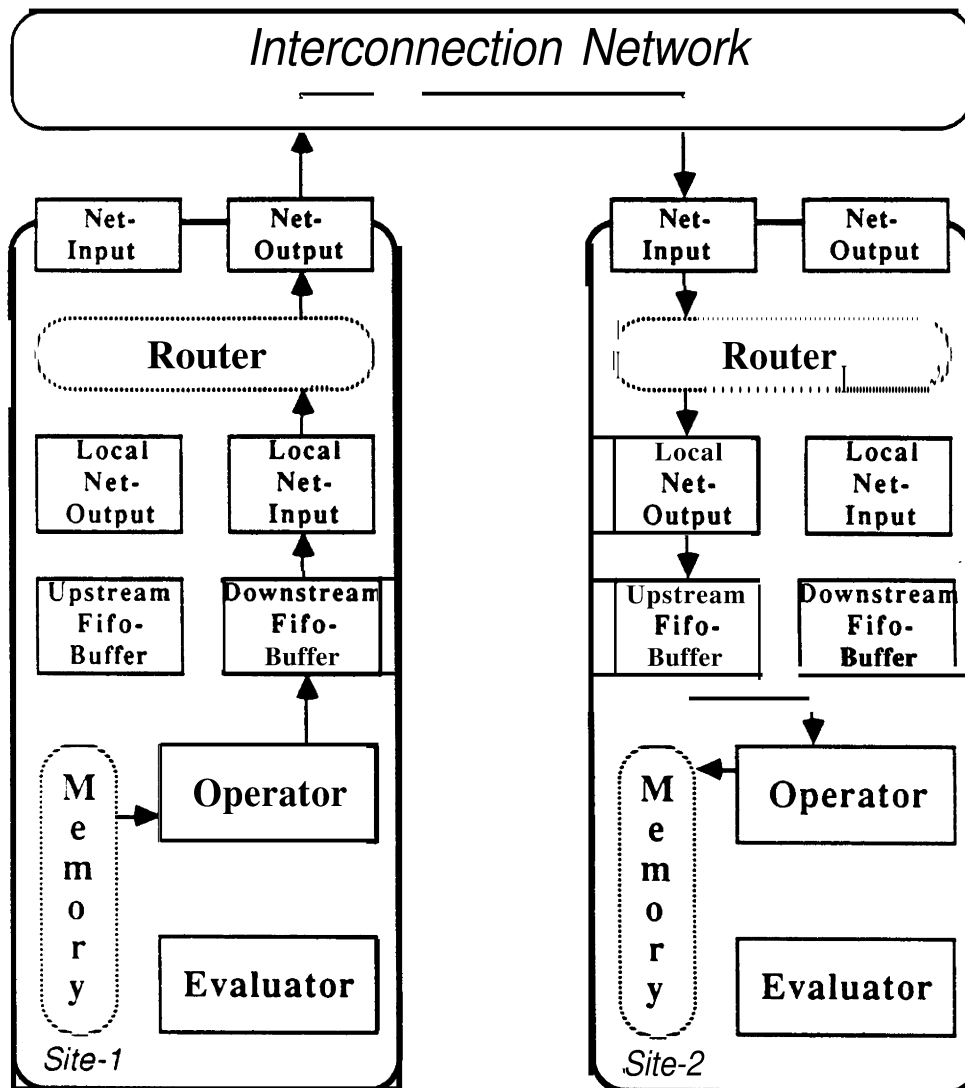 Interconnection Network
Net-
Input
Net-
Output
Router
Local
Net-
Output
Local
Net-
Input
Upstream
Fifo-
Buffer
Downstream
Fifo-
Buffer
Memory
Operator
Evaluator
Site-1
Net-
Input
Net-
Output
Router
Local
Net-
Output
Local
Net-
Input
Upstream
Fifo-
Buffer
Downstream
Fifo-
Buffer
Memory
Operator
Evaluator
Site-2